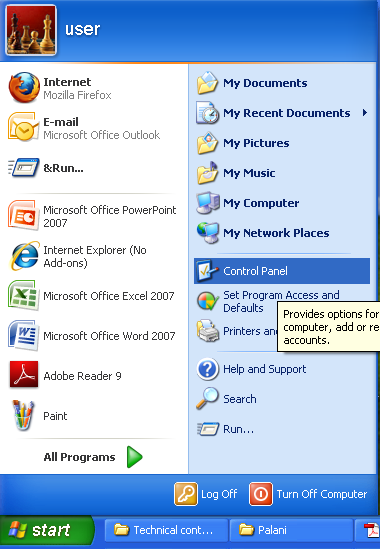 user
Internet
Mozilla Firefox
E-mail
Microsoft Office Outlook
&Run...
Microsoft Office PowerPoint
2007
Internet Explorer (No
Add-ons)
Microsoft Office Excel 2007
Microsoft Office Word 2007
Adobe Reader 9
Paint
All Programs
My Documents
My Recent Documents
My Pictures
My Music
My Computer
My Network Places
Control Panel
Set Program Access and
Defaults
Printers and
Provides options for
computer, add or re
accounts.
Help and Support
Search
Run...
Log Off
Turn Off Computer
start
Technical cont...
Palani